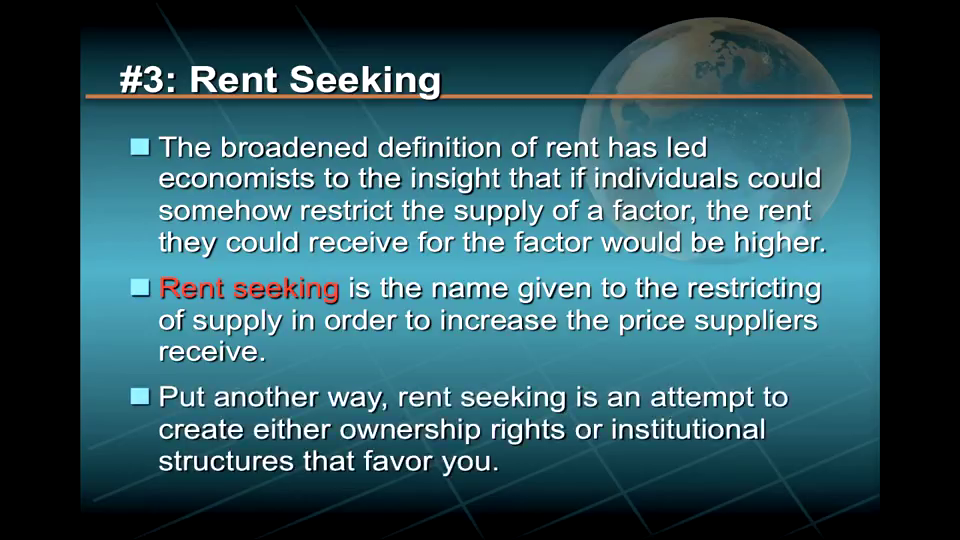 #3: Rent Seeking
The broadened definition of rent has led
economists to the insight that if individuals could
somehow restrict the supply of a factor, the rent
they could receive for the factor would be higher.
Rent seeking is the name given to the restricting
of supply in order to increase the price suppliers
receive.
Put another way, rent seeking is an attempt to
create either ownership rights or institutional
structures that favor you.